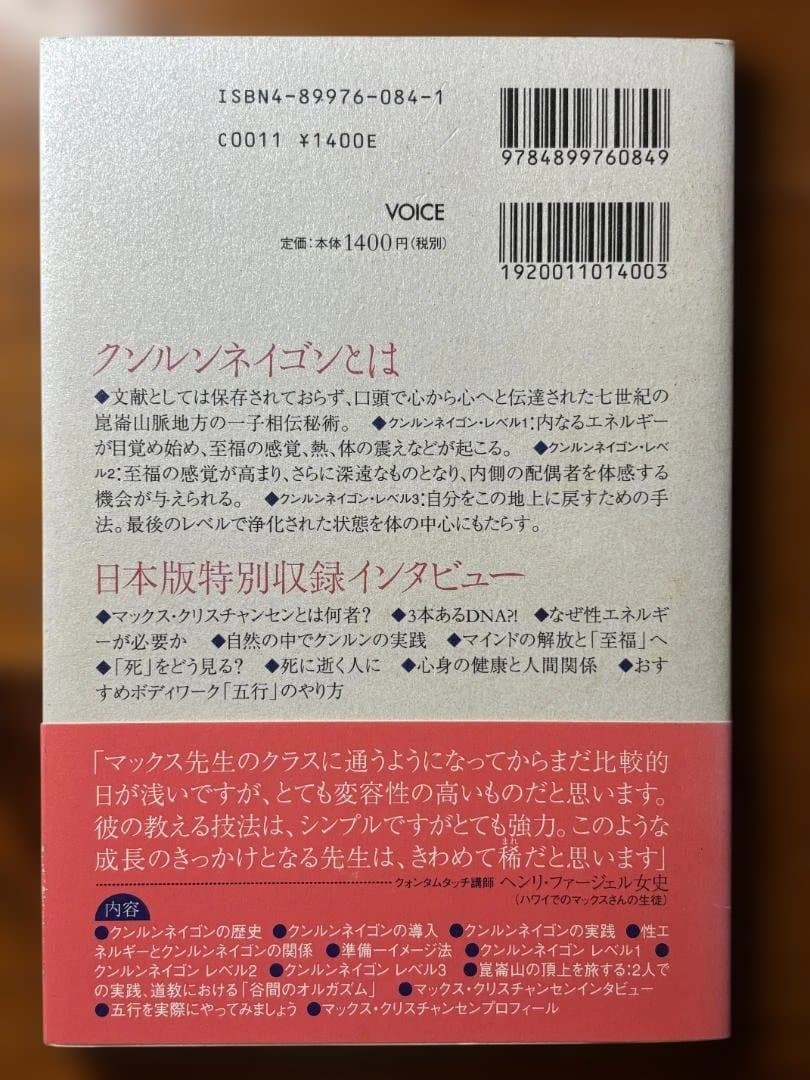 ISBN4-89976-084-1
C0011 ¥1400E
9784899760849
VOICE
定価:本体1400円(税別)
1920011014003
クンルンネイゴンとは
◆文献としては保存されておらず、口頭で心から心へと伝達された七世紀の
崑崙山脈地方の一子相伝秘術。 ◆クンルンネイゴン・レベル1:内なるエネルギー
が目覚め始め、至福の感覚、熱、体の震えなどが起こる。 ◆クンルンネイゴン・レベ
ル2:至福の感覚が高まり、さらに深遠なものとなり、内側の配偶者を体感する
機会が与えられる。 ◆クンルンネイゴン・レベル3:自分をこの地上に戻すための手
法。最後のレベルで浄化された状態を体の中心にもたらす。
日本版特別収録インタビュー
◆マックス・クリスチャンセンとは何者? ◆3本あるDNA?! ◆なぜ性エネルギ
ーが必要か ◆自然の中でクンルンの実践 ◆マインドの解放と「至福」へ
◆「死」をどう見る? ◆死に逝く人に ◆心身の健康と人間関係 ◆おす
すめボディワーク「五行」のやり方
「マックス先生のクラスに通うようになってからまだ比較的
日が浅いですが、とても変容性の高いものだと思います。
彼の教える技法は、シンプルですがとても強力。このような
成長のきっかけとなる先生は、きわめて稀だと思います」
まれ
クォンタムタッチ講師 ヘンリ・ファージェル女史
(ハワイでのマックスさんの生徒)
内容
●クンルンネイゴンの歴史 ●クンルンネイゴンの導入 ●クンルンネイゴンの実践 ●性エ
ネルギーとクンルンネイゴンの関係 ●準備ーイメージ法 ●クンルンネイゴン レベル1 ●
クンルンネイゴン レベル2 ●クンルンネイゴン レベル3 ●崑崙山の頂上を旅する:2人で
の実践、道教における「谷間のオルガズム」 ●マックス・クリスチャンセンインタビュー
●五行を実際にやってみましょう ●マックス・クリスチャンセンプロフィール